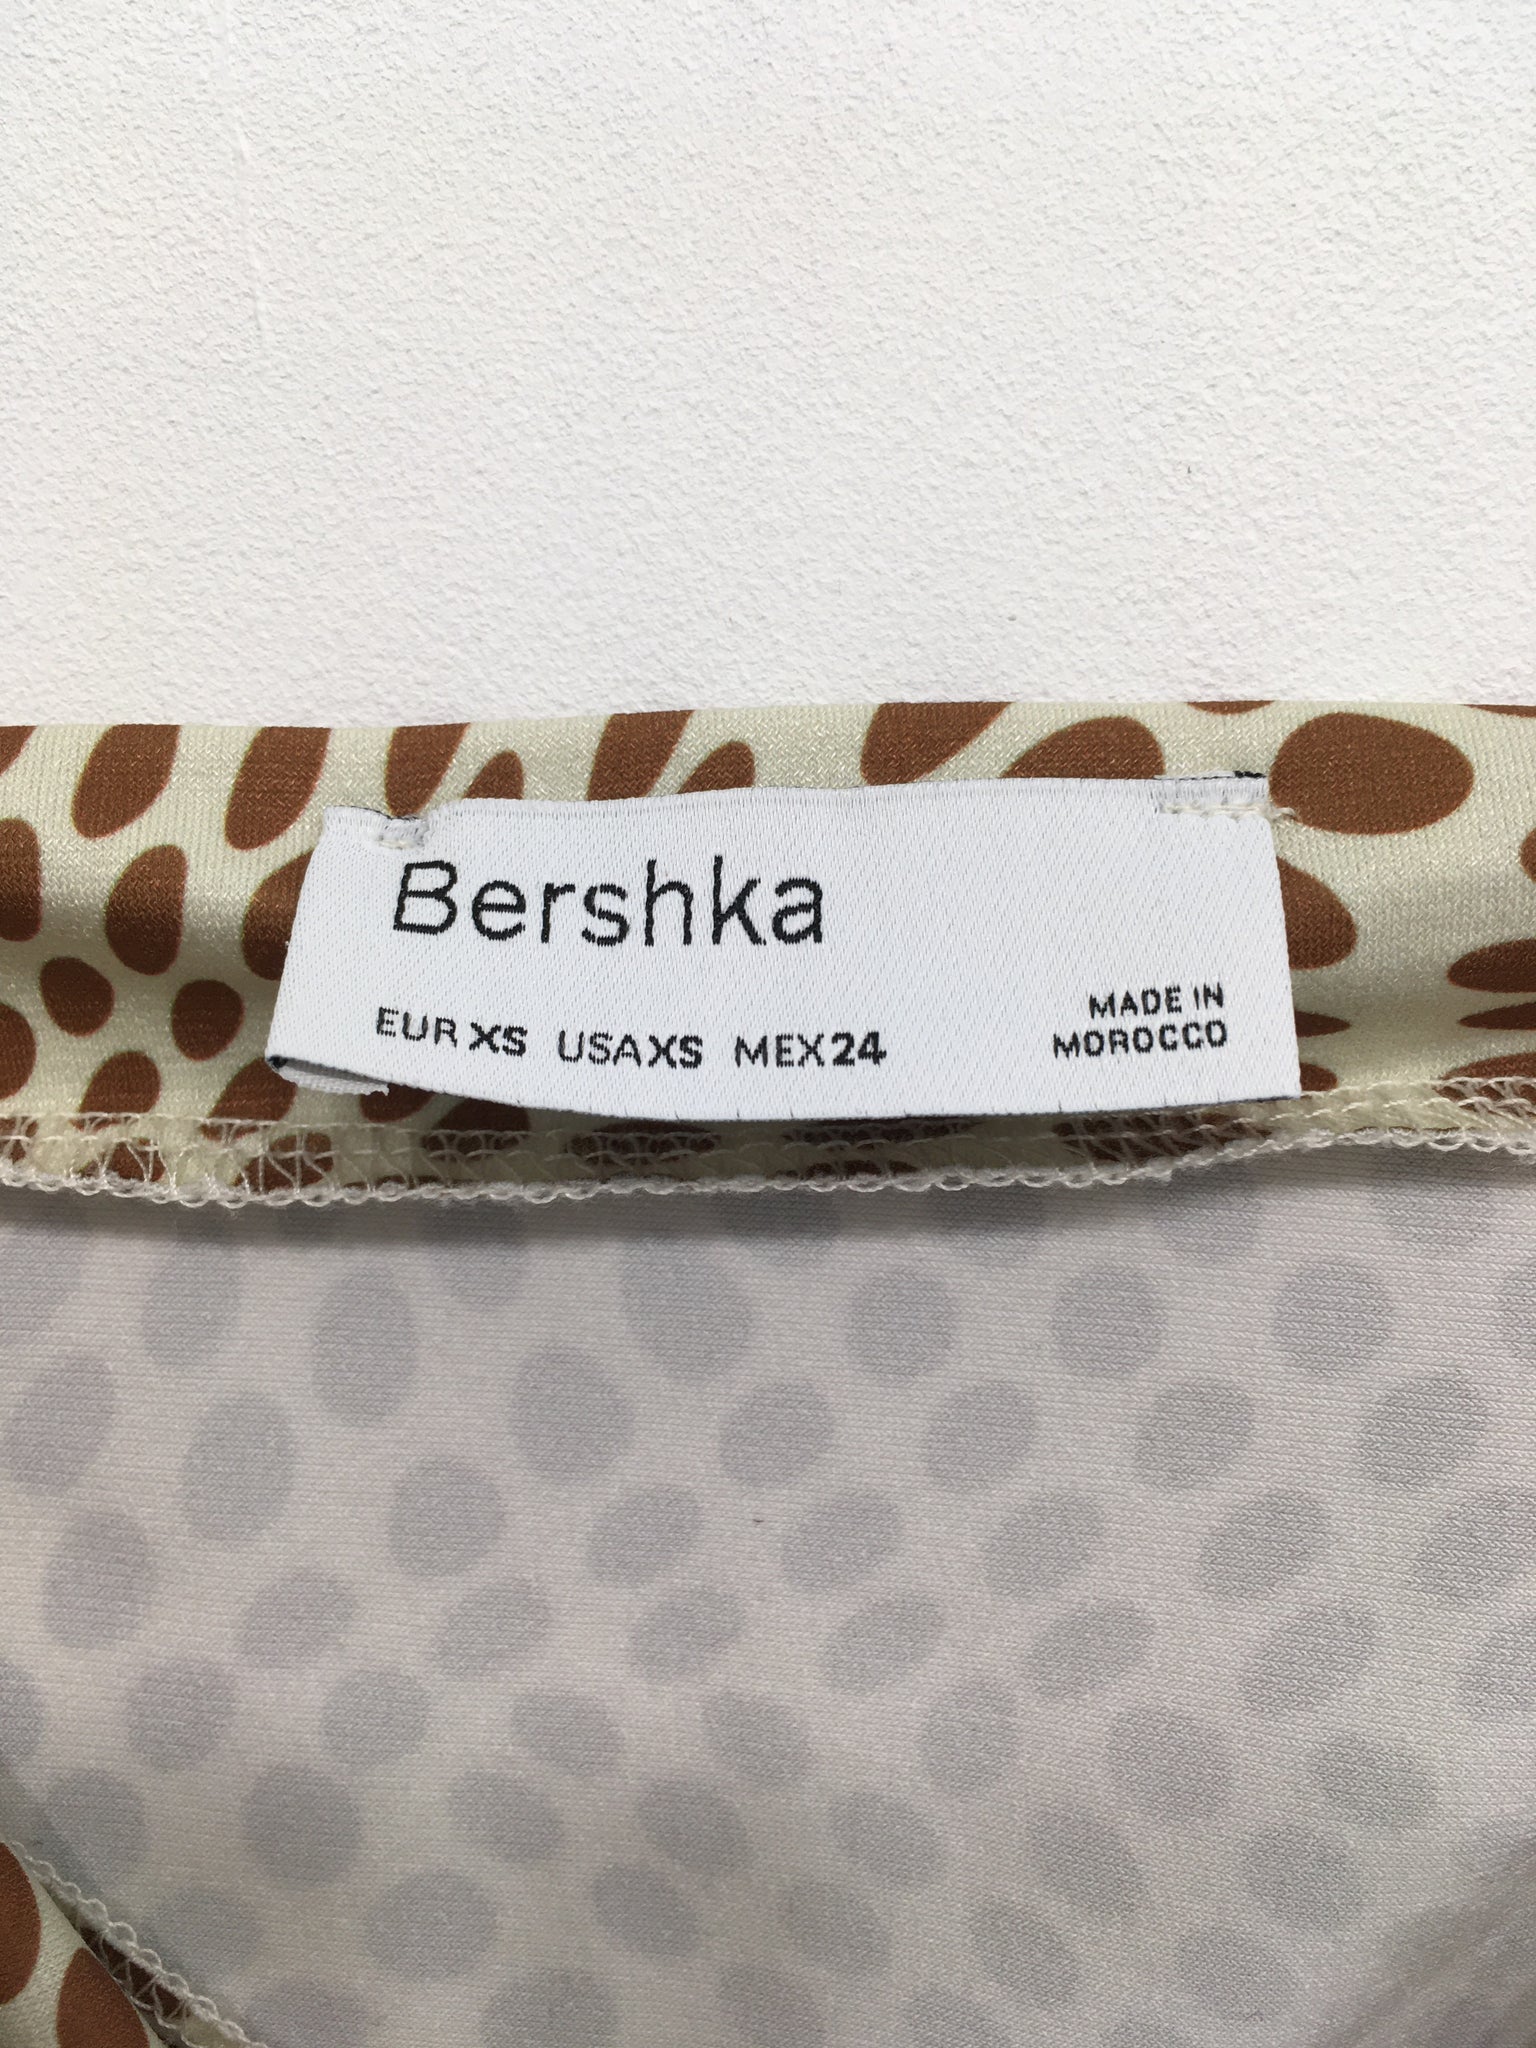 Bershka
EUR XS USA XS MEX 24
MADE IN
MOROCCO